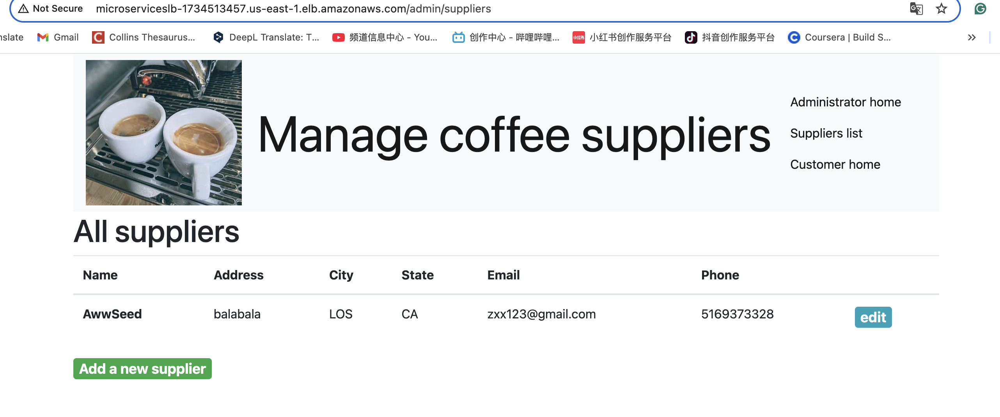 Not Secure microserviceslb-1734513457.us-east-1.elb.amazonaws.com/admin/suppliers
nslate Gmail Collins Thesaurus... DeepL Translate: T... 频道信息中心 - You... 创作中心 - 哔哩哔哩... 小红书 小红书创作服务平台 抖音创作服务平台 Coursera | Build S... »
Manage coffee suppliers
Administrator home
Suppliers list
Customer home
All suppliers
Name Address City State Email Phone
AwwSeed balabala LOS CA zxx123@gmail.com 5169373328 edit
Add a new supplier